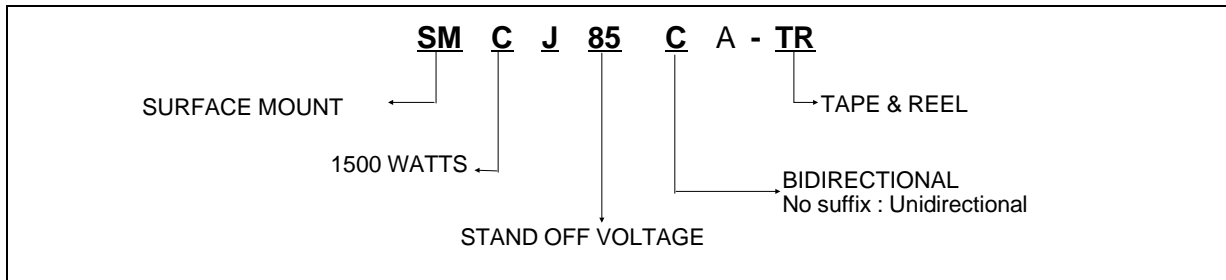 SM C J 85 C A - TR
SURFACE MOUNT
TAPE & REEL
1500 WATTS
BIDIRECTIONAL
No suffix : Unidirectional
STAND OFF VOLTAGE